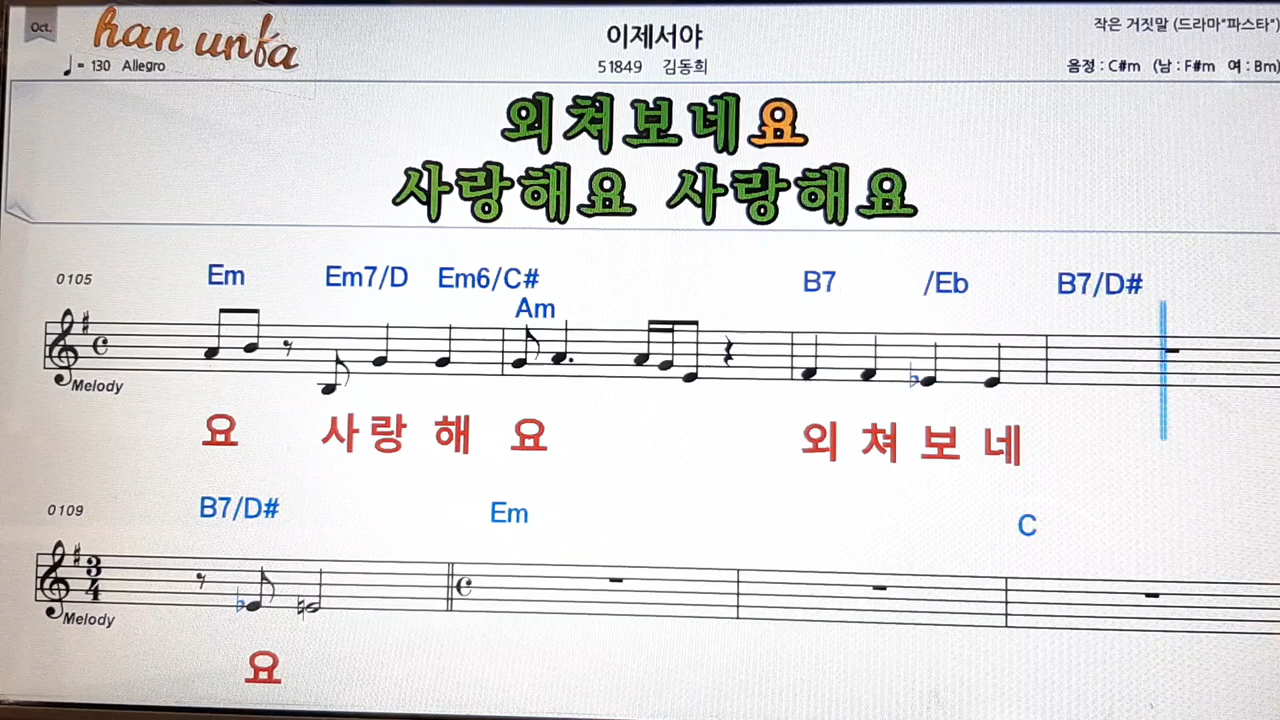 Oct.
han unfa
이제서야
작은 거짓말 (드라마"파스타")
= 130 Allegro
51849 김동희
음정 : C#m (남 : F#m 여 : Bm)
외쳐보네요
사랑해요 사랑해요
0105
Em Em7/D Em6/C# B7 /Eb B7/D#
Am
Melody
요 사랑해 요 외쳐보네
0109
B7/D# Em C
3
4
Melody
요